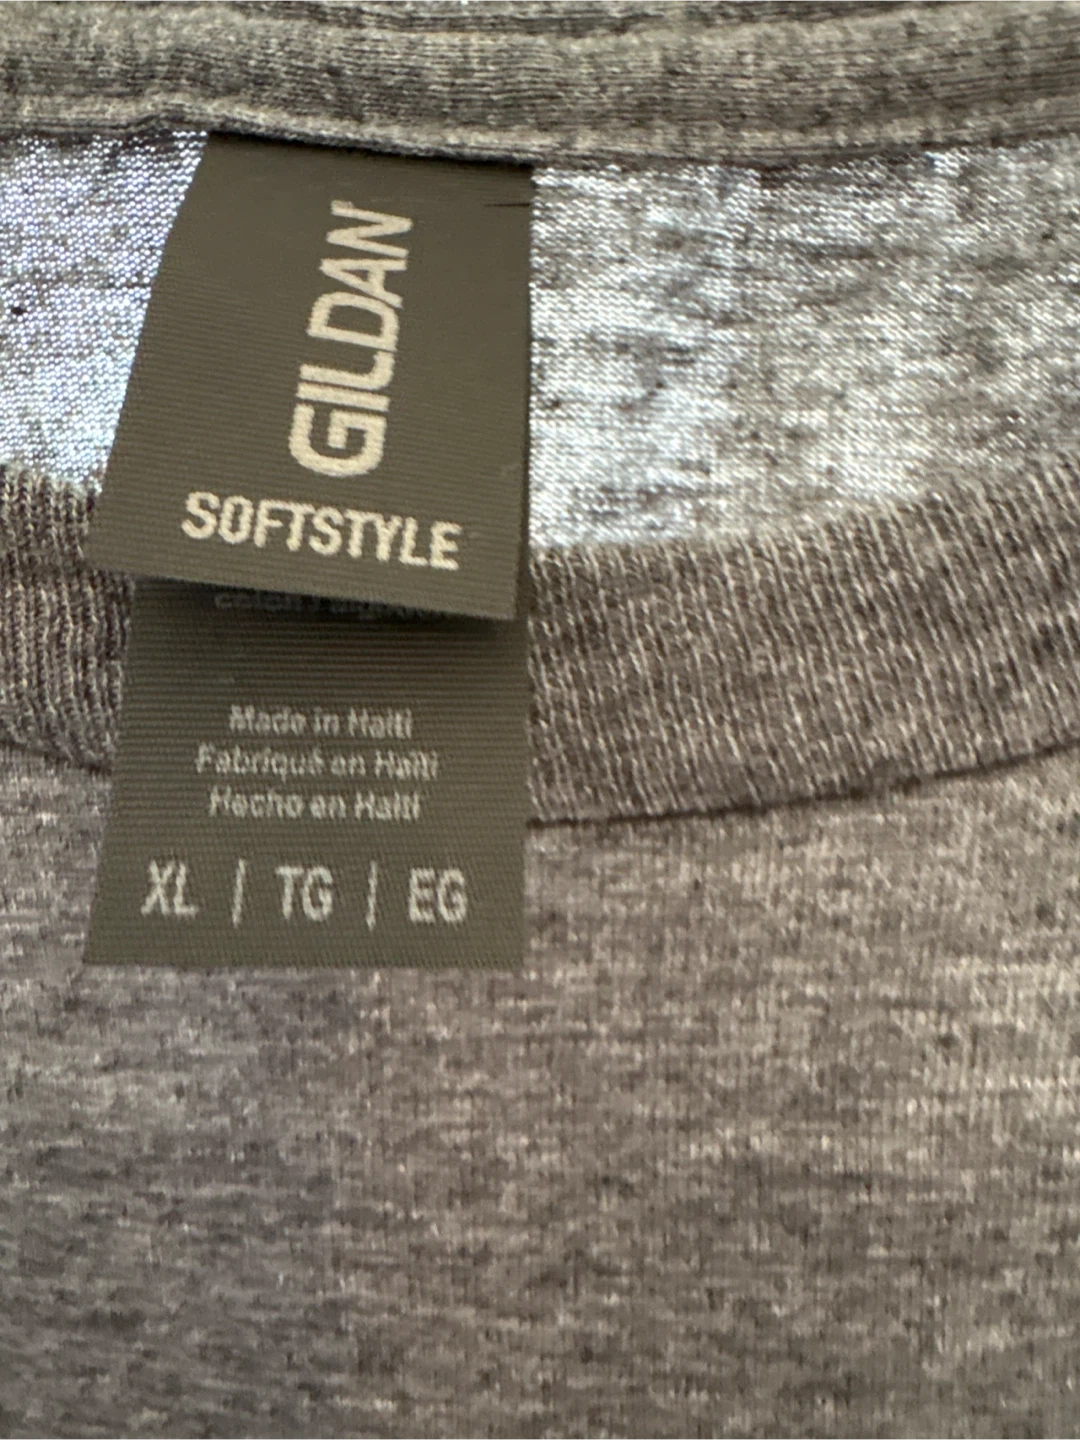 GILDAN
SOFTSTYLE
Made in Haiti
Fabriqué en Haïti
Hecho en Haití
XL / TG / EG